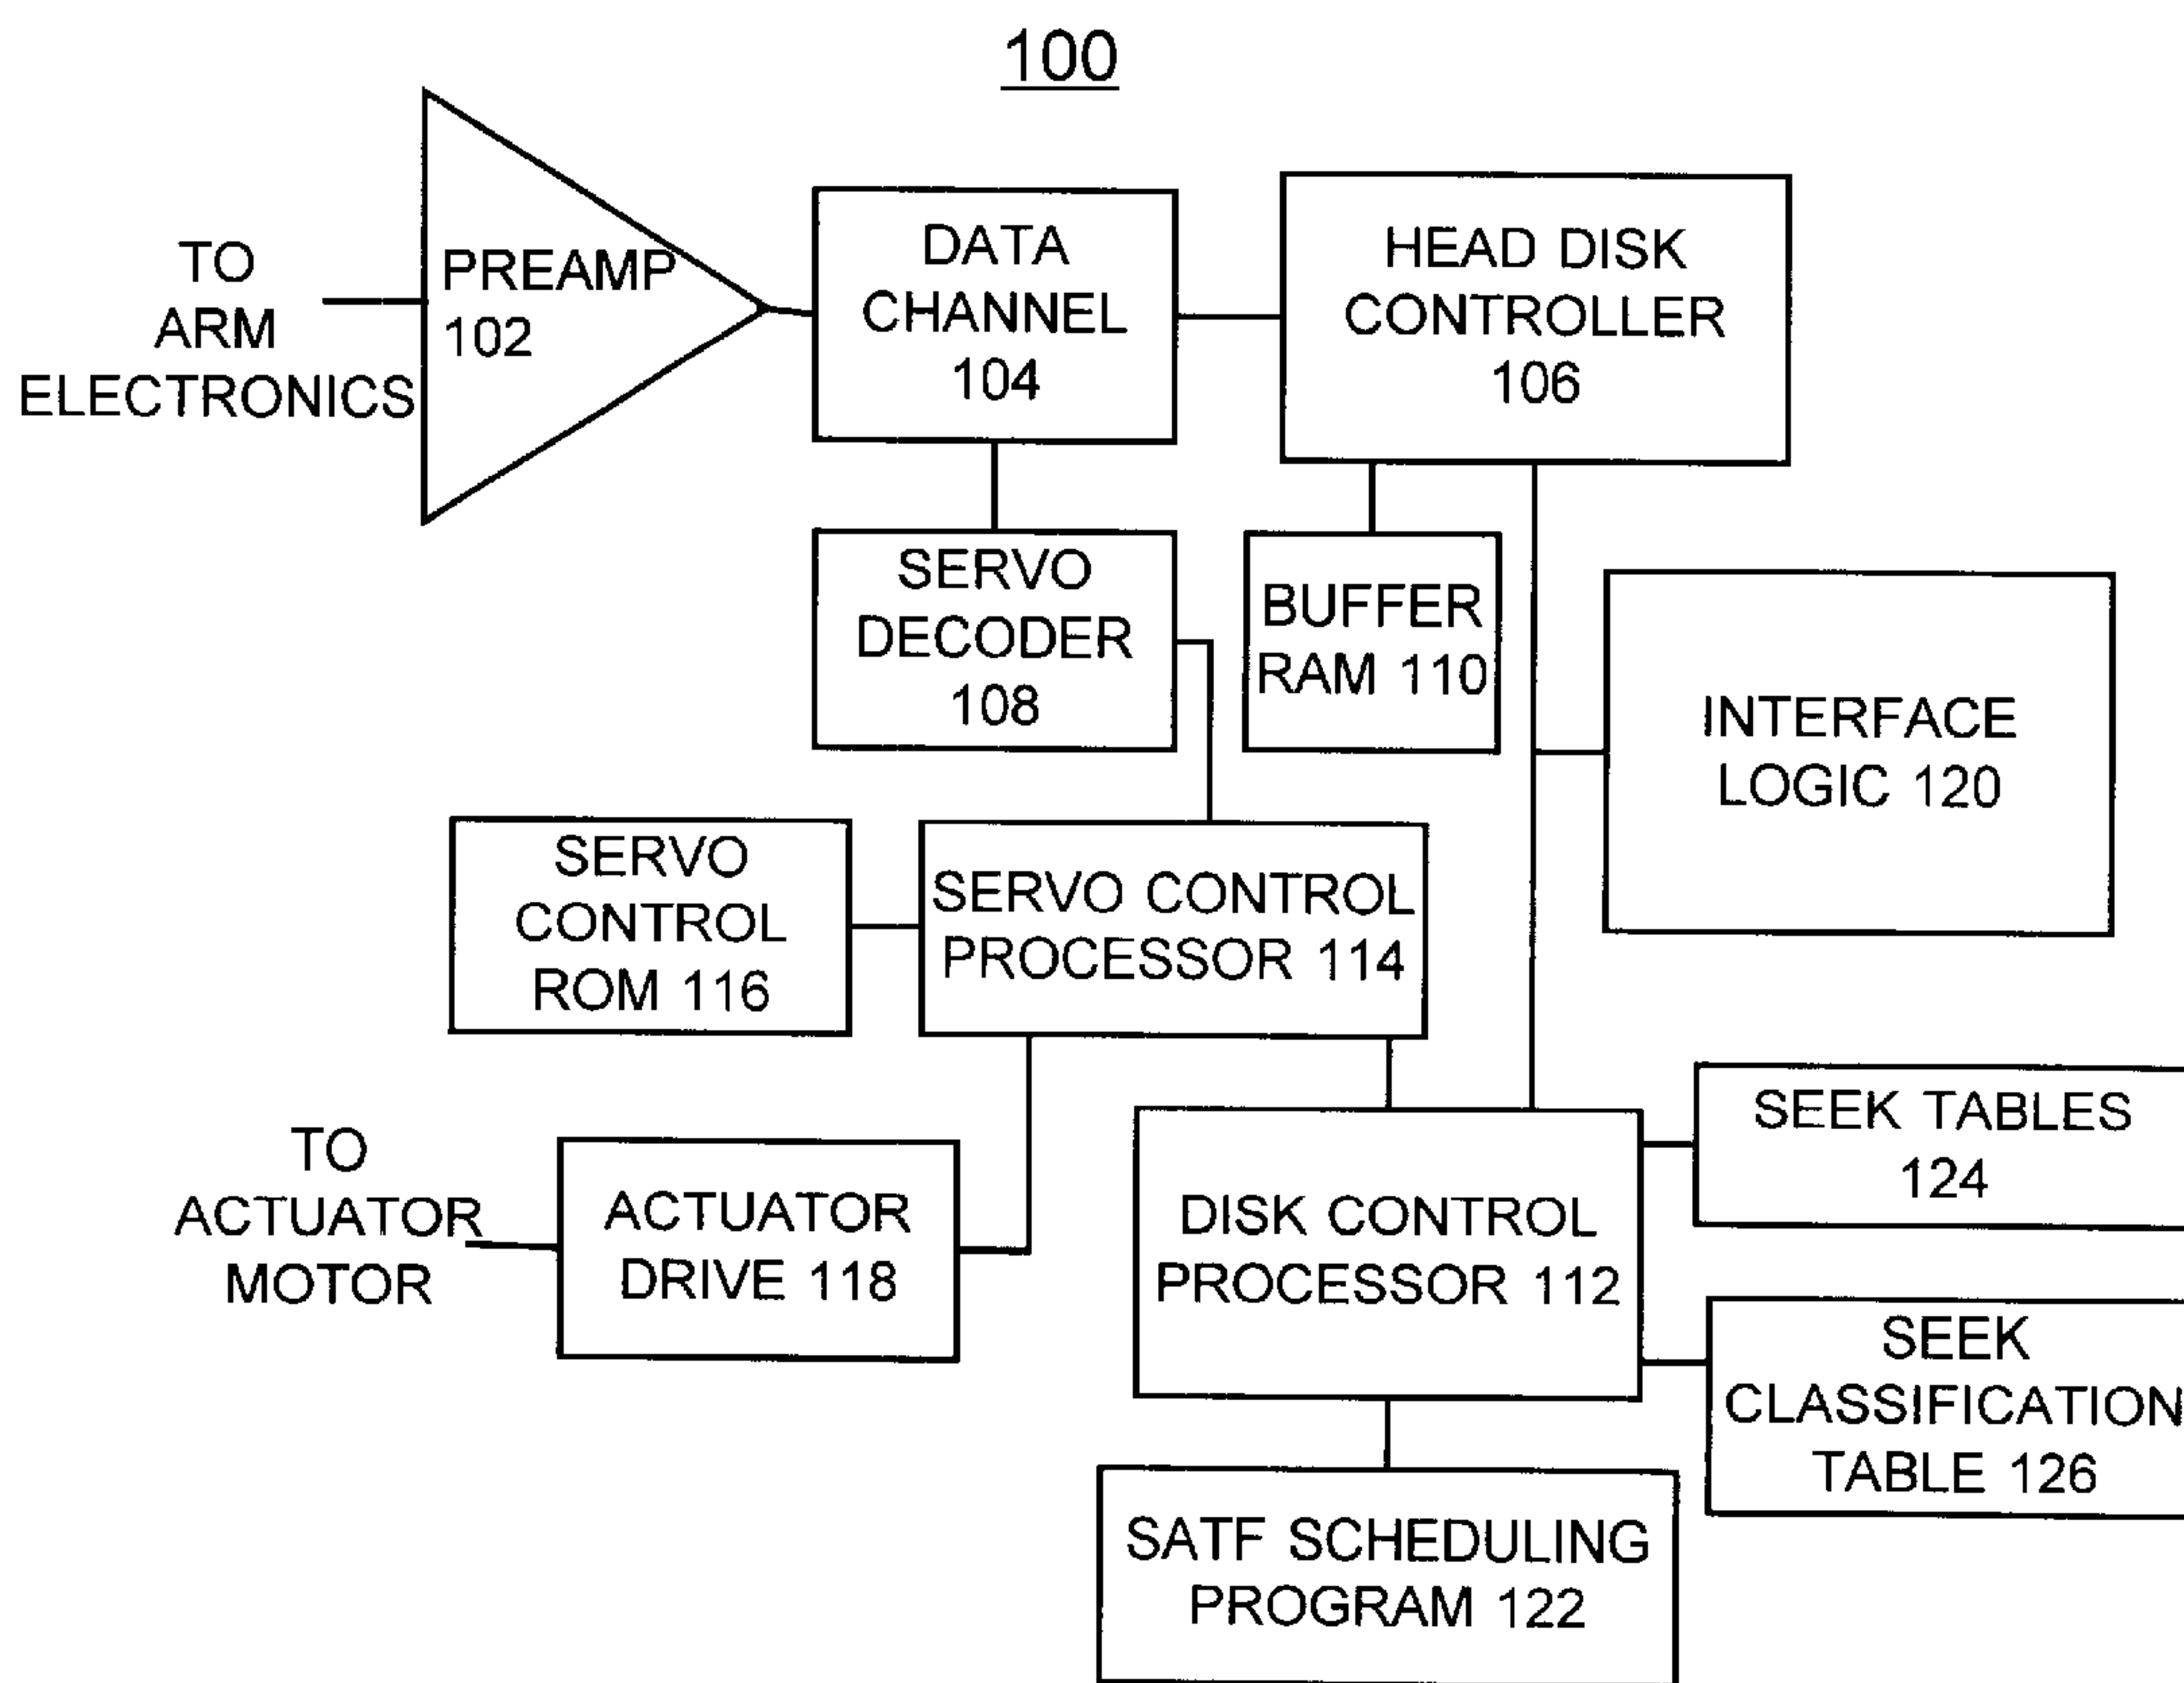 100
TO
ARM
ELECTRONICS
PREAMP
102
DATA
CHANNEL
104
HEAD DISK
CONTROLLER
106
SERVO
DECODER
108
BUFFER
RAM 110
INTERFACE
LOGIC 120
SERVO
CONTROL
ROM 116
SERVO CONTROL
PROCESSOR 114
TO
ACTUATOR
MOTOR
ACTUATOR
DRIVE 118
DISK CONTROL
PROCESSOR 112
SEEK TABLES
124
SEEK
CLASSIFICATION
TABLE 126
SATF SCHEDULING
PROGRAM 122